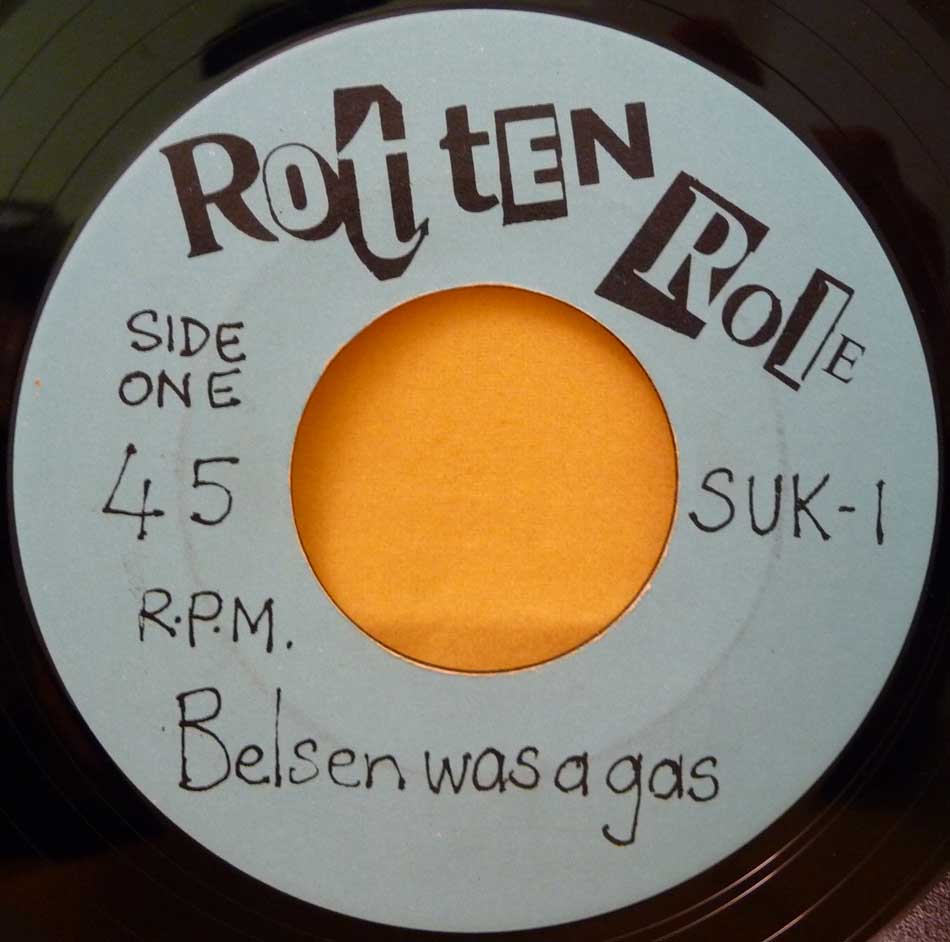 Rotten
Role
SIDE
ONE
45
SUK-1
R.P.M.
Belsen was a gas